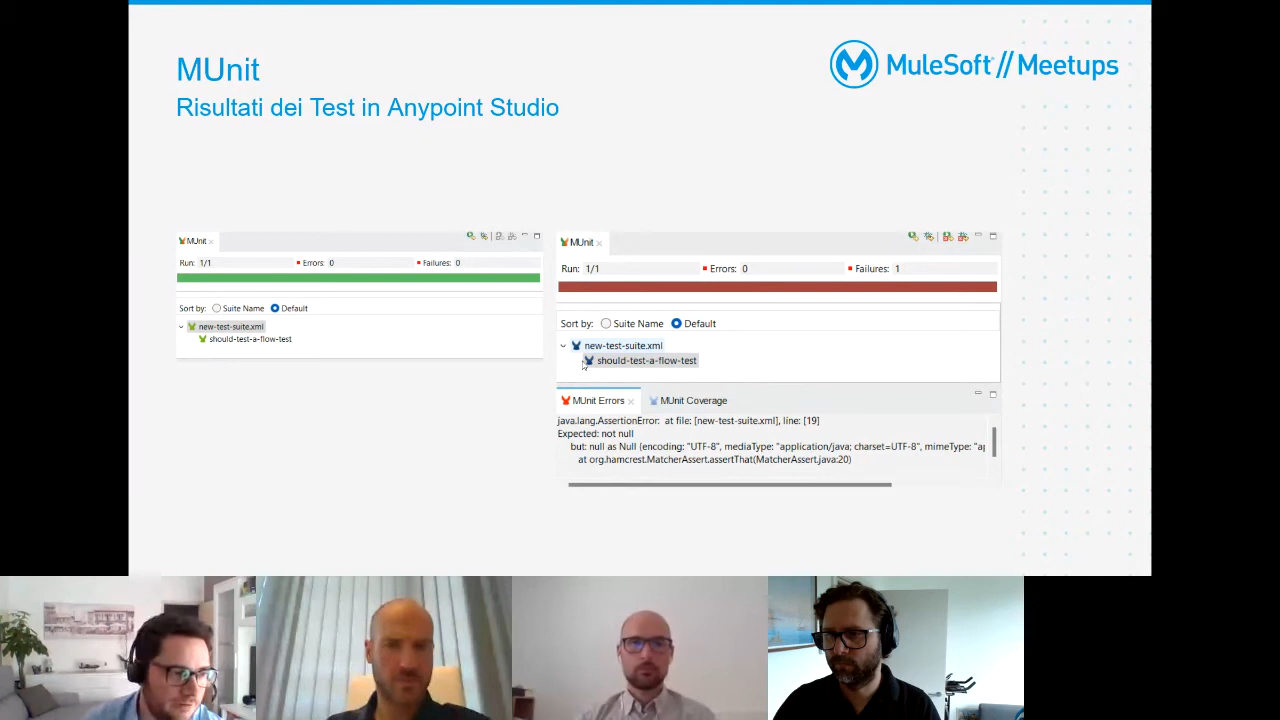 MUnit
Risultati dei Test in Anypoint Studio
MuleSoft // Meetups
MUnit
Run: 1/1 Errors: 0 Failures: 0
Sort by: Suite Name Default
new-test-suite.xml
should-test-a-flow-test
MUnit
Run: 1/1 Errors: 0 Failures: 1
Sort by: Suite Name Default
new-test-suite.xml
should-test-a-flow-test
MUnit Errors MUnit Coverage
java.lang.AssertionError: at file: [new-test-suite.xml], line: [19]
Expected: not null
but: null as Null (encoding: "UTF-8", mediaType: "application/java; charset=UTF-8", mimeType: "ap
at org.hamcrest.MatcherAssert.assertThat(MatcherAssert.java:20)